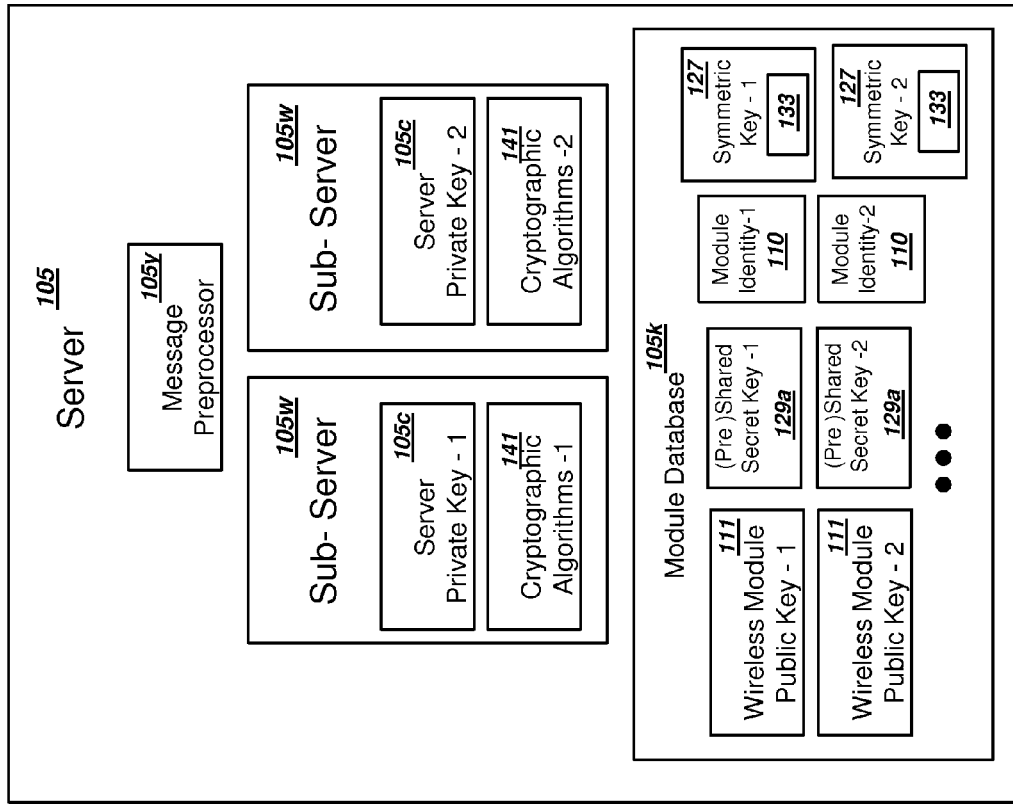 Server 105
105y
Message
Preprocessor
105w
Sub- Server
105c
Server
Private Key - 1
141
Cryptographic
Algorithms -1
105w
Sub- Server
105c
Server
Private Key - 2
141
Cryptographic
Algorithms -2
Module Database 105k
111
Wireless Module
Public Key - 1
(Pre )Shared
Secret Key -1
129a
Module
Identity-1
110
127
Symmetric
Key - 1
133
111
Wireless Module
Public Key - 2
(Pre )Shared
Secret Key -2
129a
Module
Identity-2
110
127
Symmetric
Key - 2
133